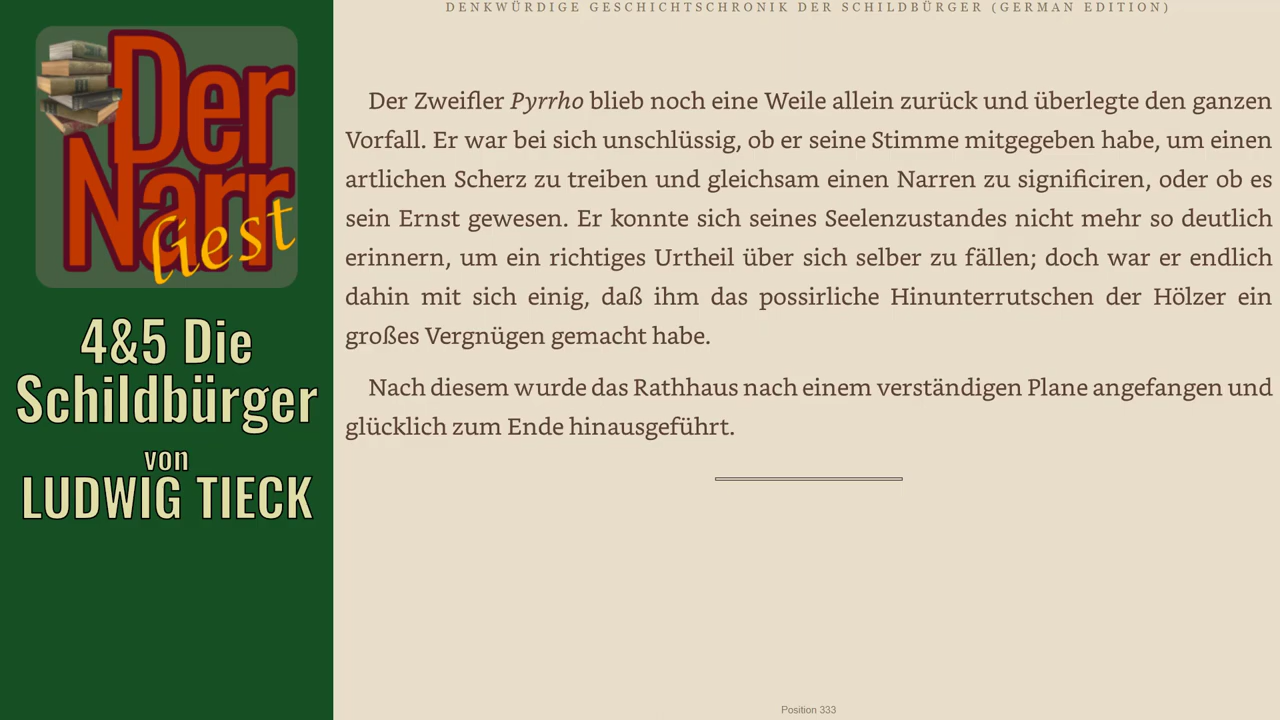 Der
Narr
liest
4&5 Die
Schildbürger
von
LUDWIG TIECK
DENKWÜRDIGE GESCHICHTSCHRONIK DER SCHILDBÜRGER (GERMAN EDITION)
Der Zweifler Pyrrho blieb noch eine Weile allein zurück und überlegte den ganzen
Vorfall. Er war bei sich unschlüssig, ob er seine Stimme mitgegeben habe, um einen
artlichen Scherz zu treiben und gleichsam einen Narren zu significiren, oder ob es
sein Ernst gewesen. Er konnte sich seines Seelenzustandes nicht mehr so deutlich
erinnern, um ein richtiges Urtheil über sich selber zu fällen; doch war er endlich
dahin mit sich einig, daß ihm das possirliche Hinunterrutschen der Hölzer ein
großes Vergnügen gemacht habe.
Nach diesem wurde das Rathhaus nach einem verständigen Plane angefangen und
glücklich zum Ende hinausgeführt.
Position 333